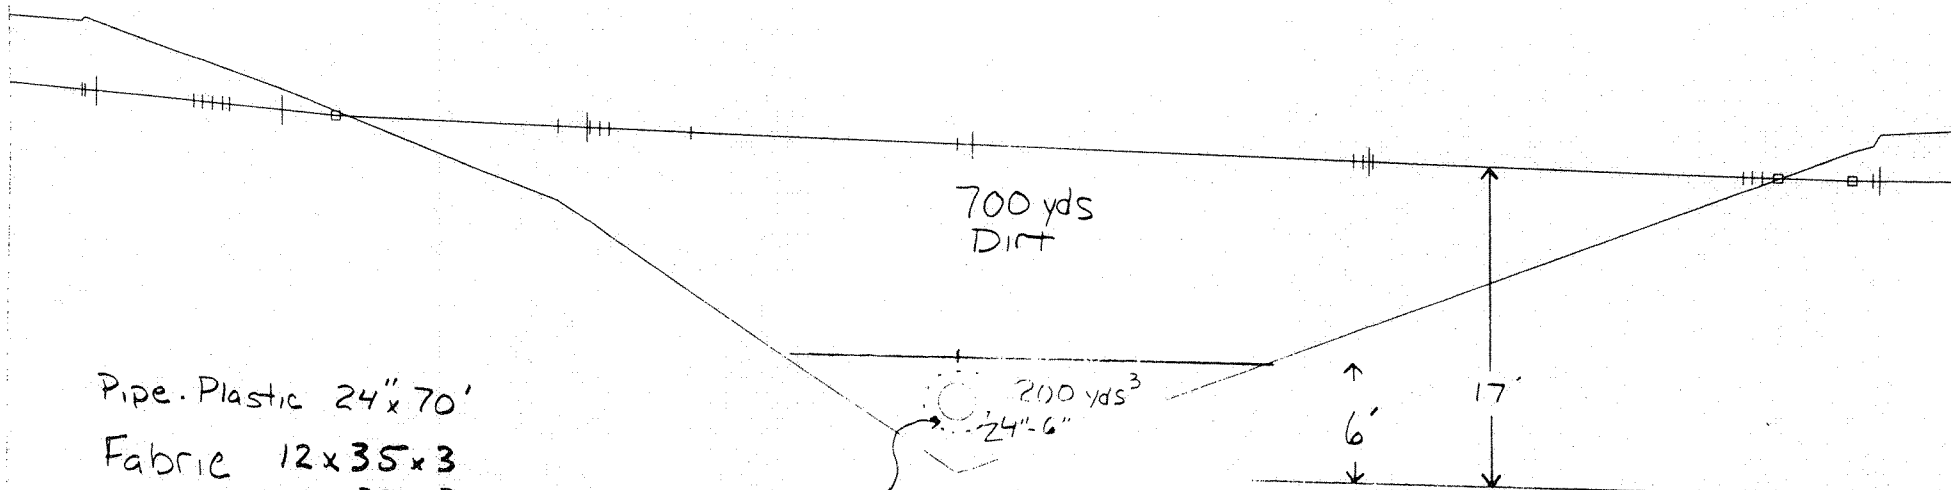 700 yds
Dirt
200 yds³
24"-6"
6'
17'
Pipe. Plastic 24" x 70'
Fabric 12 x 35 x 3